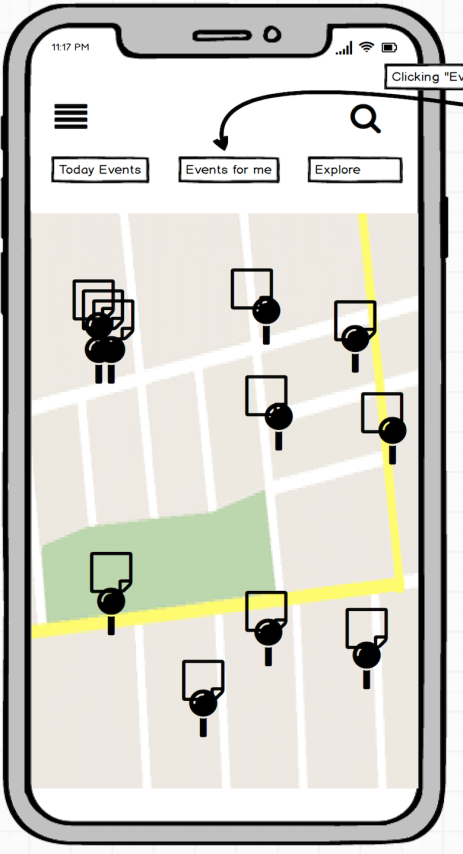 11:17 PM
Clicking "Ev
Today Events
Events for me
Explore